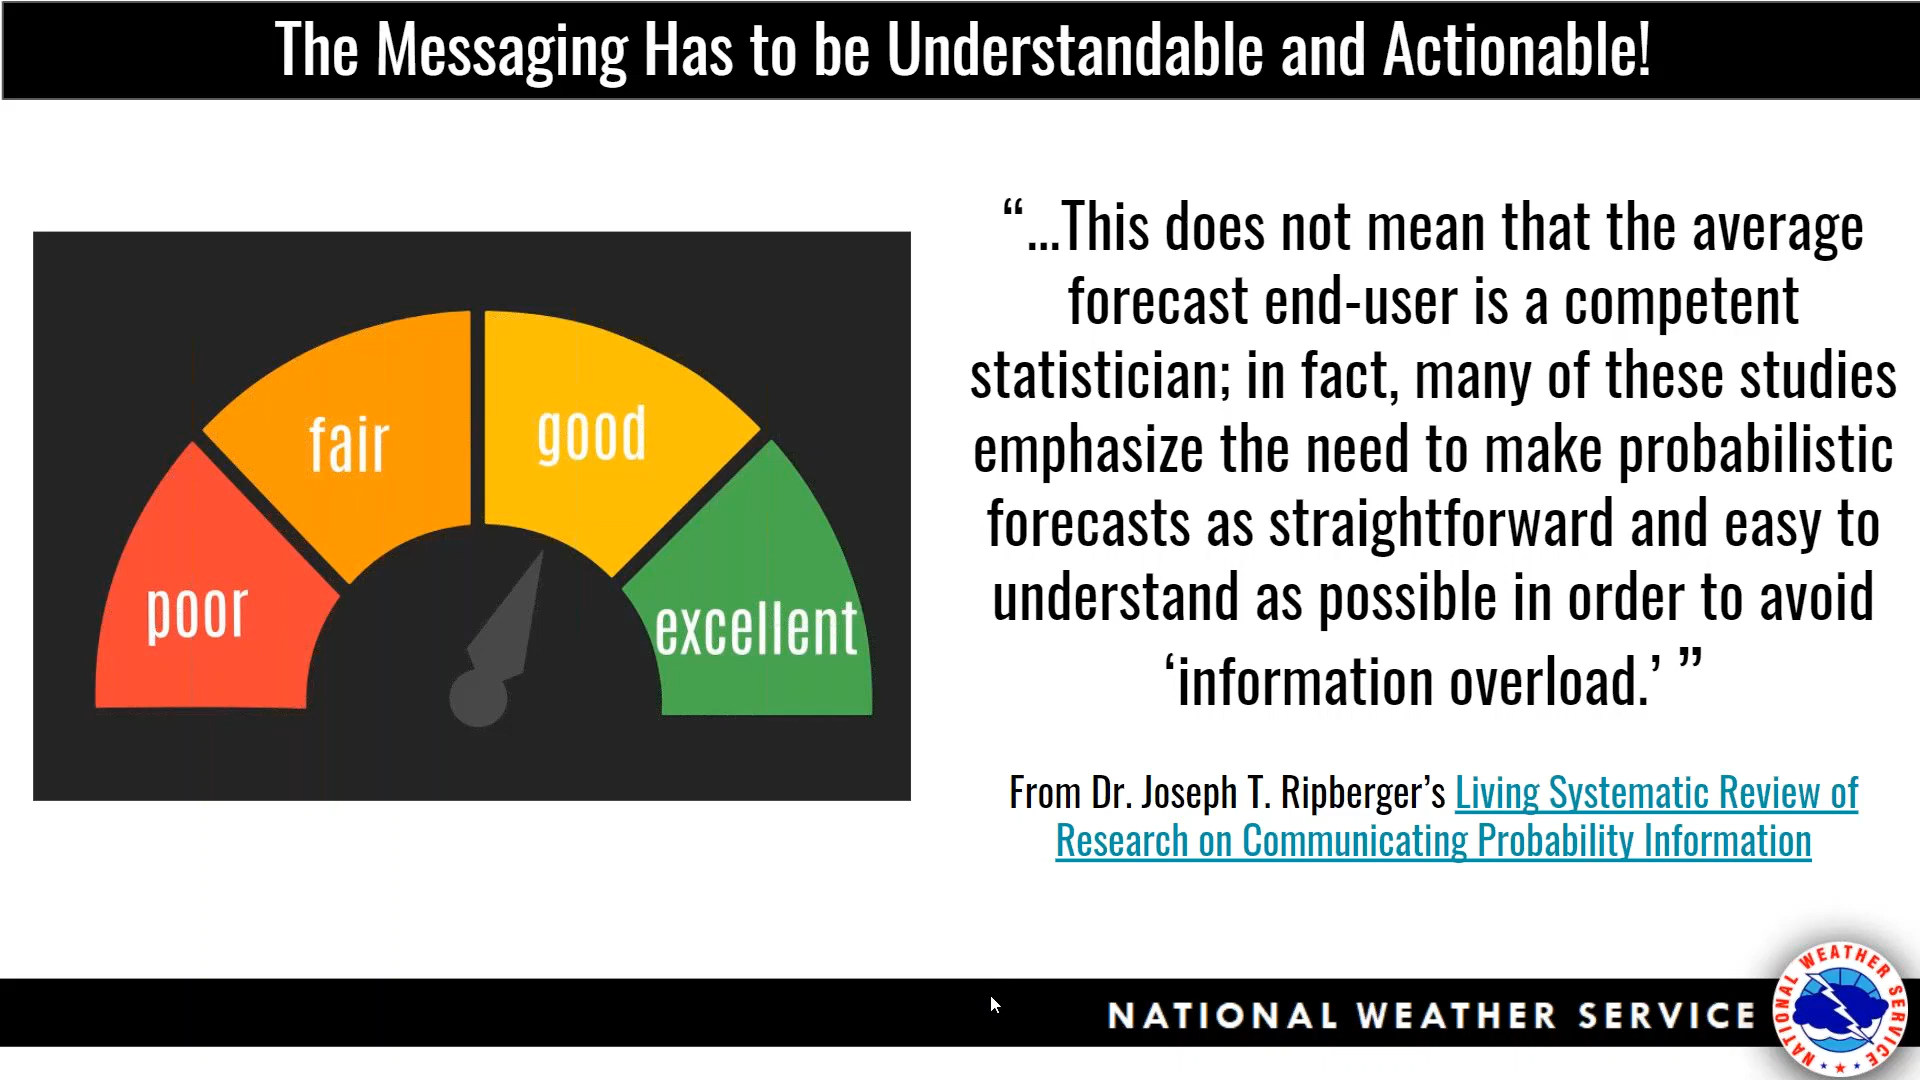 The Messaging Has to be Understandable and Actionable!
poor
fair
good
excellent
“...This does not mean that the average
forecast end-user is a competent
statistician; in fact, many of these studies
emphasize the need to make probabilistic
forecasts as straightforward and easy to
understand as possible in order to avoid
‘information overload.’ ”
From Dr. Joseph T. Ripberger’s Living Systematic Review of
Research on Communicating Probability Information
NATIONAL WEATHER SERVICE
NATIONAL WEATHER SERVICE